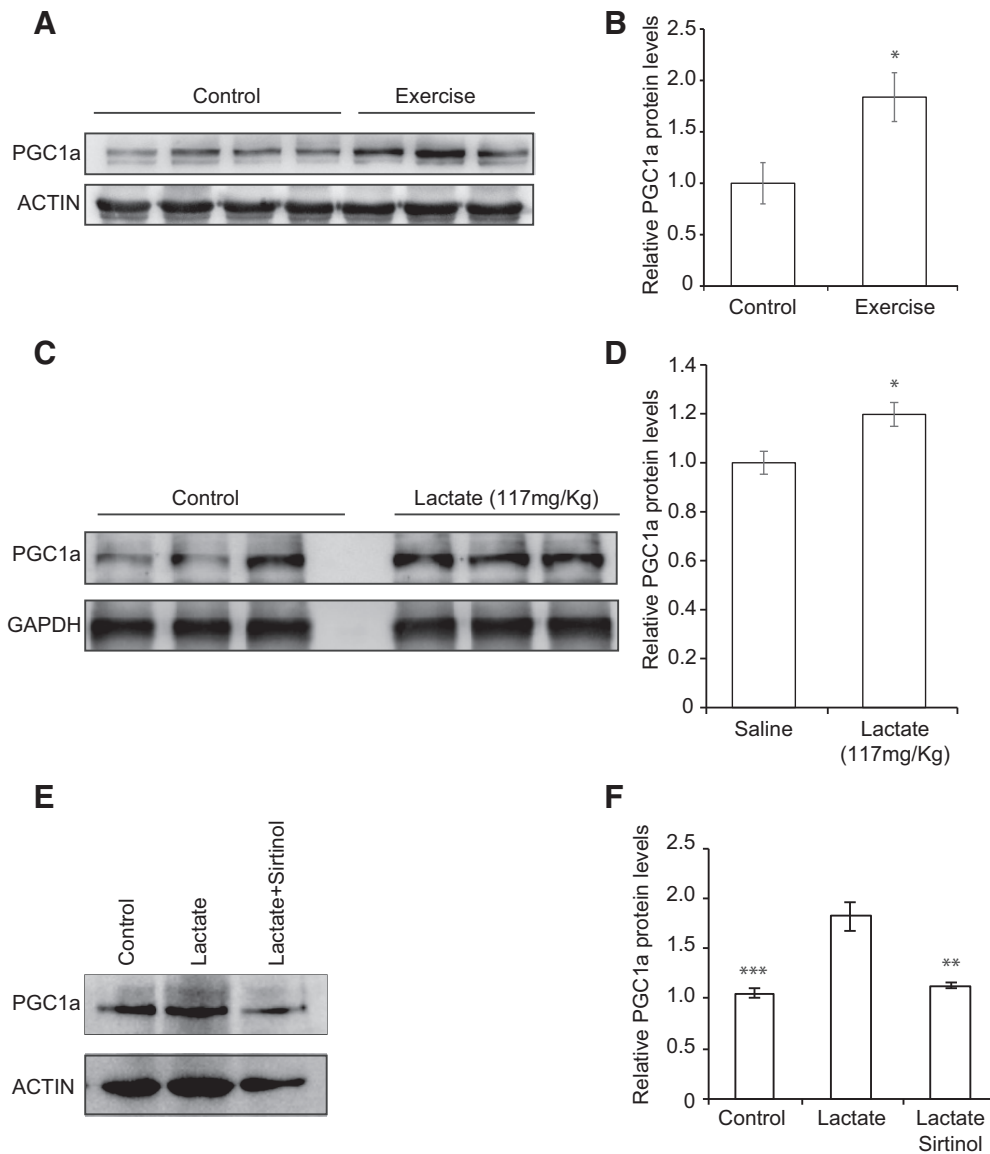 A
Control Exercise
PGC1a
ACTIN
B
Relative PGC1a protein levels
2.5
2.0
1.5
1.0
0.5
0
*
Control Exercise
C
Control Lactate (117mg/Kg)
PGC1a
GAPDH
D
Relative PGC1a protein levels
1.4
1.2
1.0
0.8
0.6
0.4
0.2
0
*
Saline Lactate
(117mg/Kg)
E
Control
Lactate
Lactate+Sirtinol
PGC1a
ACTIN
F
Relative PGC1a protein levels
2.5
2.0
1.5
1.0
0.5
0
***
**
Control Lactate Lactate
Sirtinol